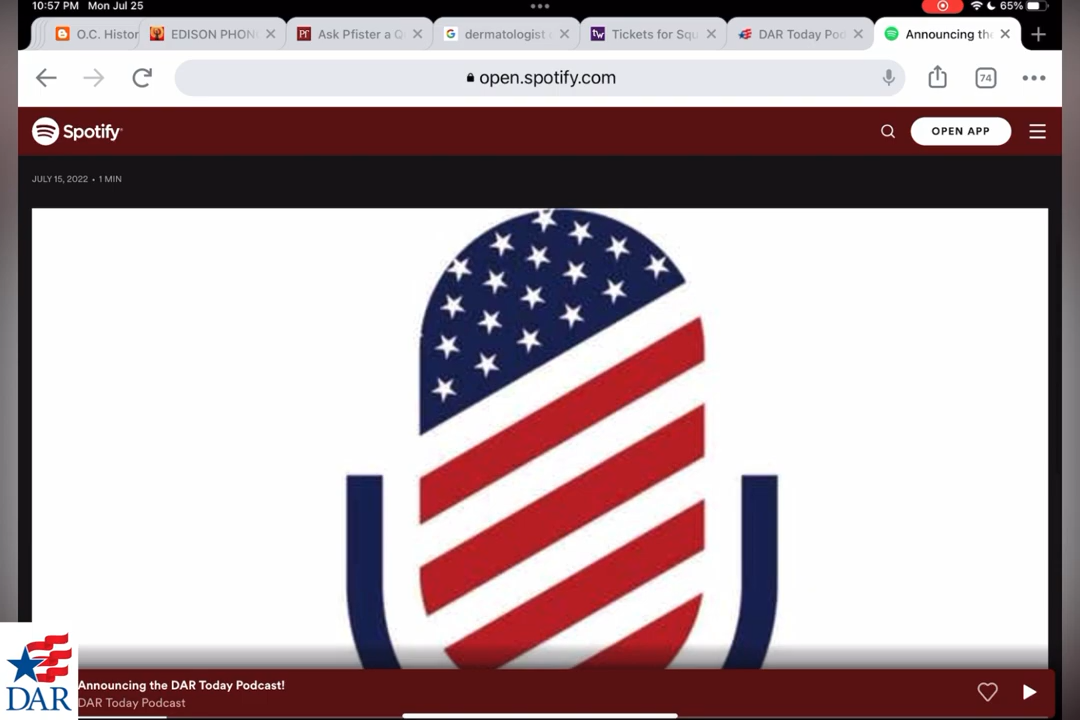 10:57 PM Mon Jul 25
65%
O.C. Histor
EDISON PHON
Ask Pfister a Q
dermatologist
Tickets for Squ
DAR Today Poc
Announcing the
open.spotify.com
74
Spotify
OPEN APP
JULY 15, 2022 • 1 MIN
Announcing the DAR Today Podcast!
DAR Today Podcast
DAR